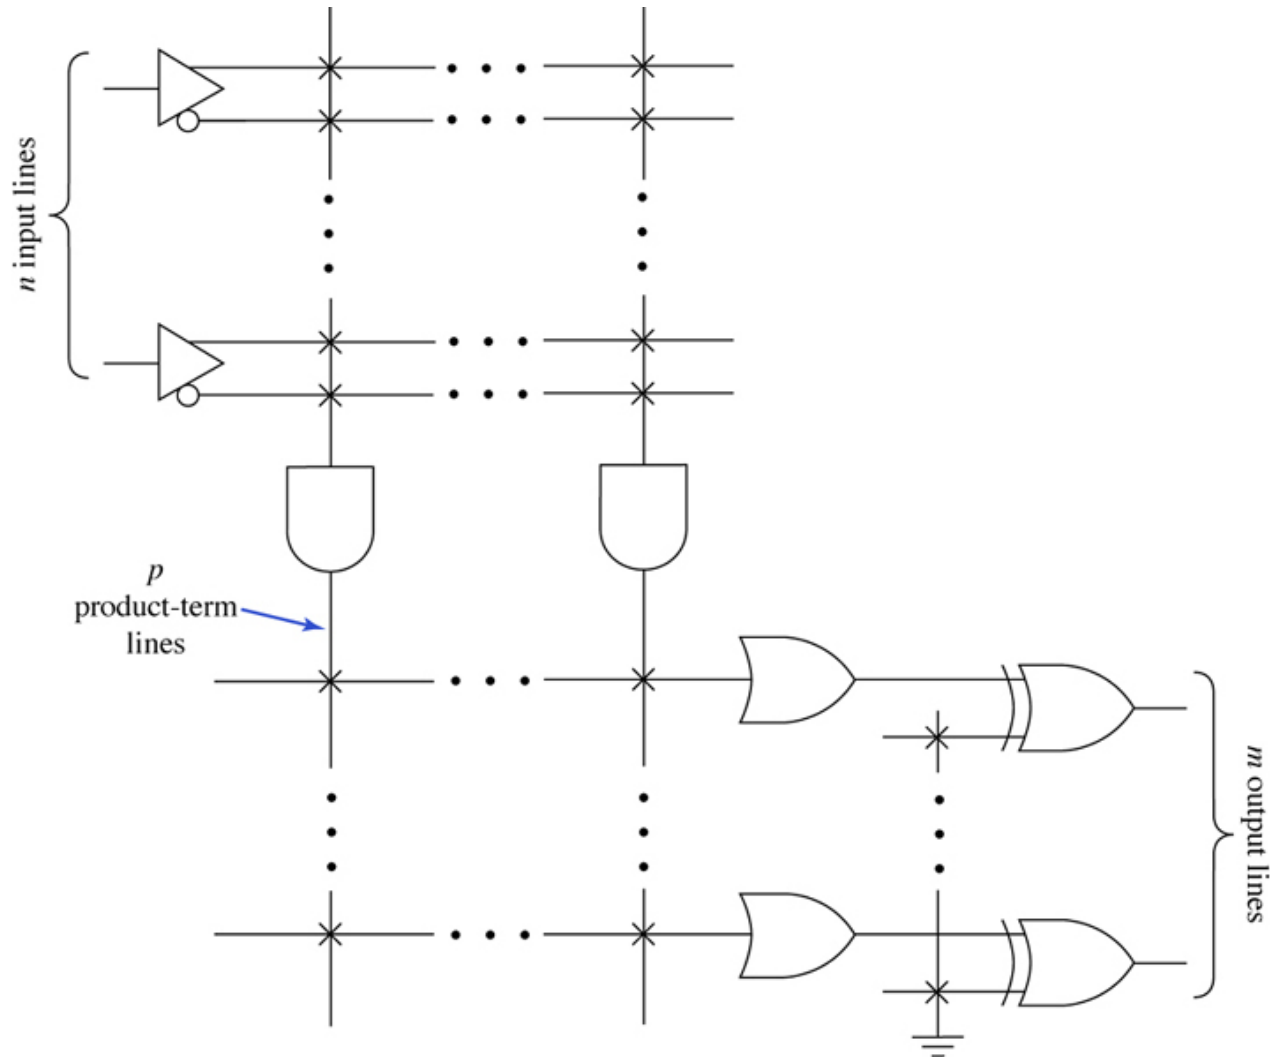 n input lines
p
product-term
lines
m output lines